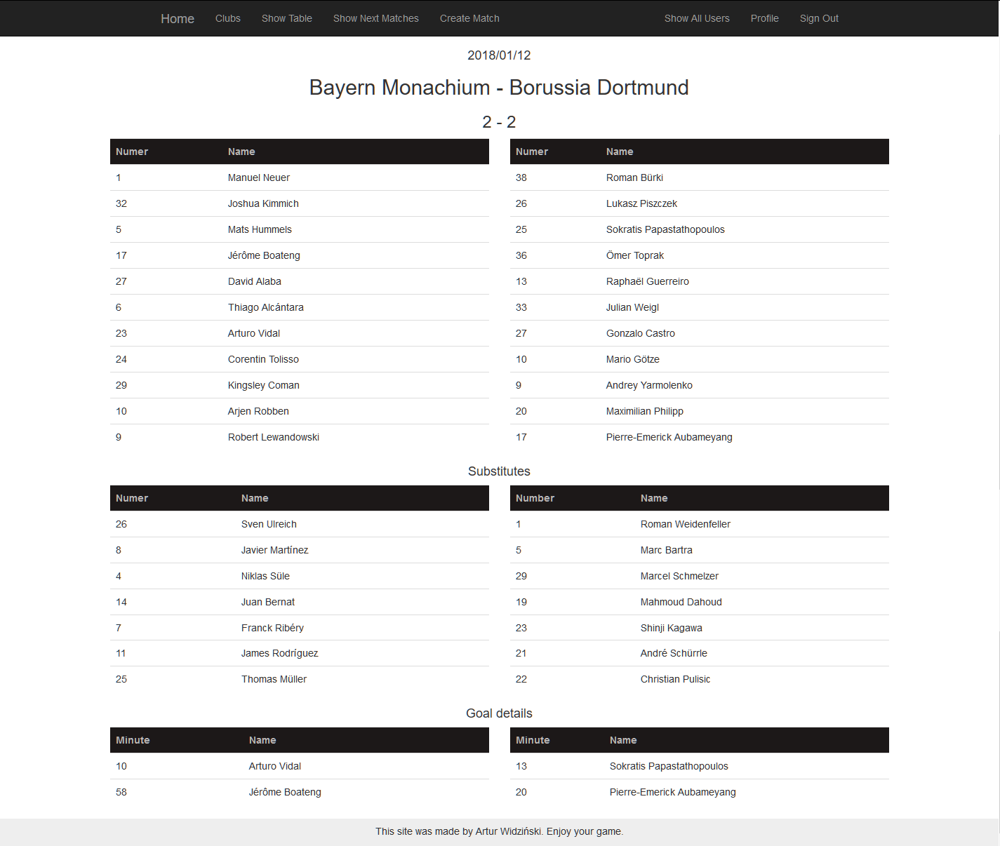 Home Clubs Show Table Show Next Matches Create Match Show All Users Profile Sign Out
2018/01/12
Bayern Monachium - Borussia Dortmund
2 - 2
Numer Name
1 Manuel Neuer
32 Joshua Kimmich
5 Mats Hummels
17 Jérôme Boateng
27 David Alaba
6 Thiago Alcántara
23 Arturo Vidal
24 Corentin Tolisso
29 Kingsley Coman
10 Arjen Robben
9 Robert Lewandowski
Numer Name
38 Roman Bürki
26 Lukasz Piszczek
25 Sokratis Papastathopoulos
36 Ömer Toprak
13 Raphaël Guerreiro
33 Julian Weigl
27 Gonzalo Castro
10 Mario Götze
9 Andrey Yarmolenko
20 Maximilian Philipp
17 Pierre-Emerick Aubameyang
Substitutes
Numer Name
26 Sven Ulreich
8 Javier Martínez
4 Niklas Süle
14 Juan Bernat
7 Franck Ribéry
11 James Rodríguez
25 Thomas Müller
Number Name
1 Roman Weidenfeller
5 Marc Bartra
29 Marcel Schmelzer
19 Mahmoud Dahoud
23 Shinji Kagawa
21 André Schürrle
22 Christian Pulisic
Goal details
Minute Name
10 Arturo Vidal
58 Jérôme Boateng
Minute Name
13 Sokratis Papastathopoulos
20 Pierre-Emerick Aubameyang
This site was made by Artur Widziński. Enjoy your game.